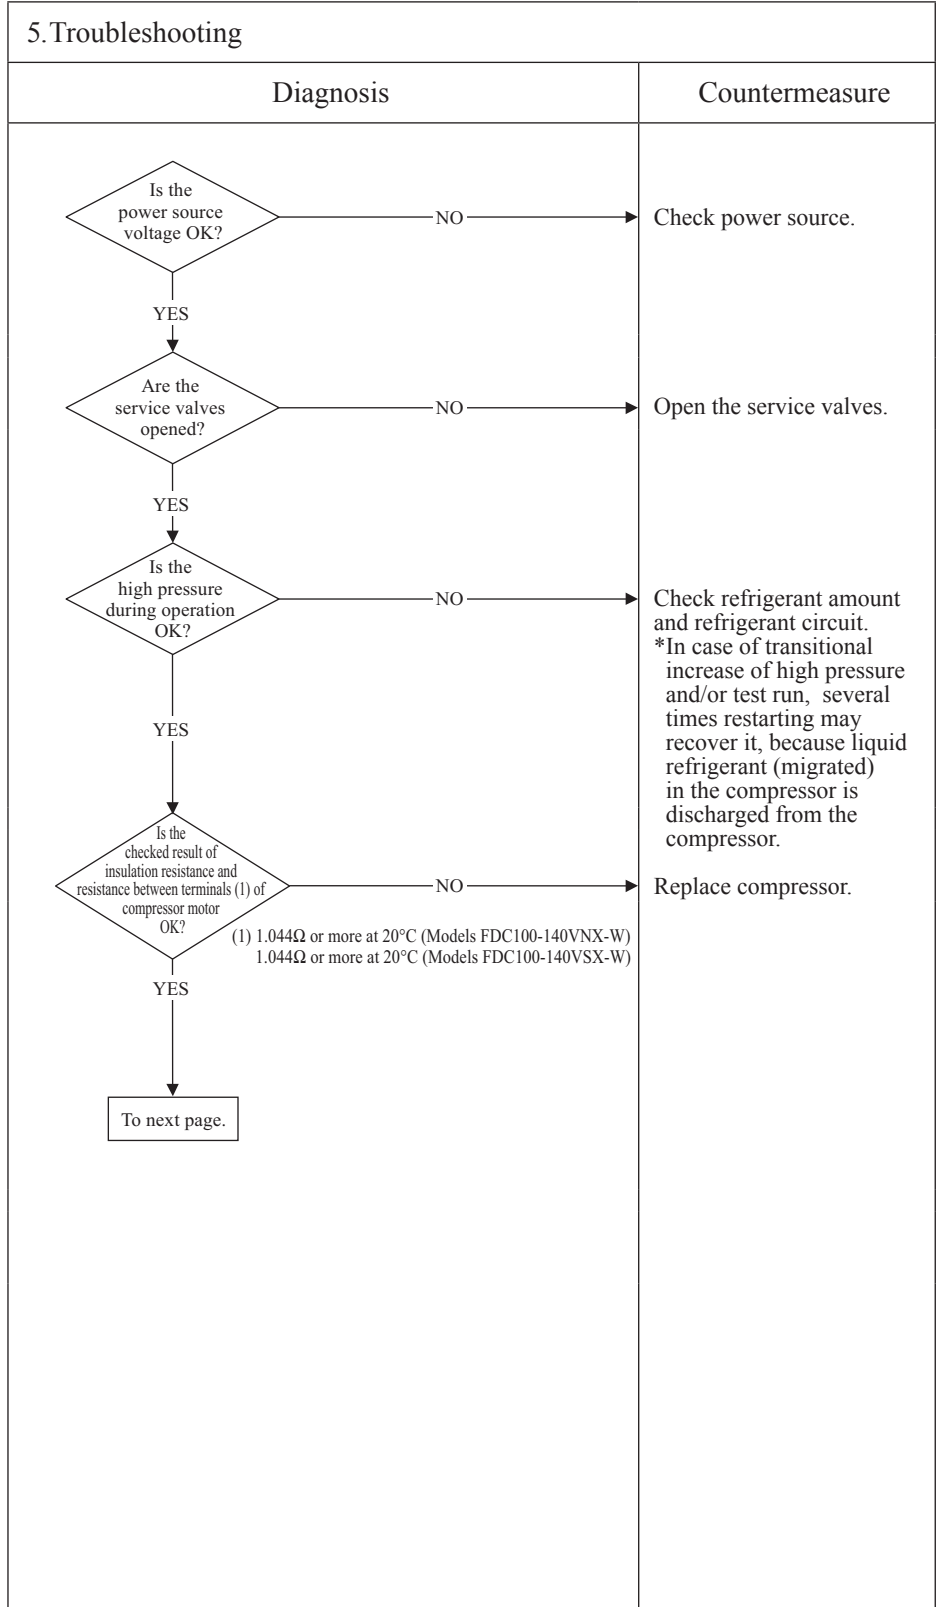 5.Troubleshooting
Diagnosis
Countermeasure
Is the
power source
voltage OK?
NO
Check power source.
YES
Are the
service valves
opened?
NO
Open the service valves.
YES
Is the
high pressure
during operation
OK?
NO
Check refrigerant amount
and refrigerant circuit.
*In case of transitional
increase of high pressure
and/or test run, several
times restarting may
recover it, because liquid
refrigerant (migrated)
in the compressor is
discharged from the
compressor.
YES
Is the
checked result of
insulation resistance and
resistance between terminals (1) of
compressor motor
OK?
NO
Replace compressor.
(1) 1.044Ω or more at 20°C (Models FDC100-140VNX-W)
1.044Ω or more at 20°C (Models FDC100-140VSX-W)
YES
To next page.